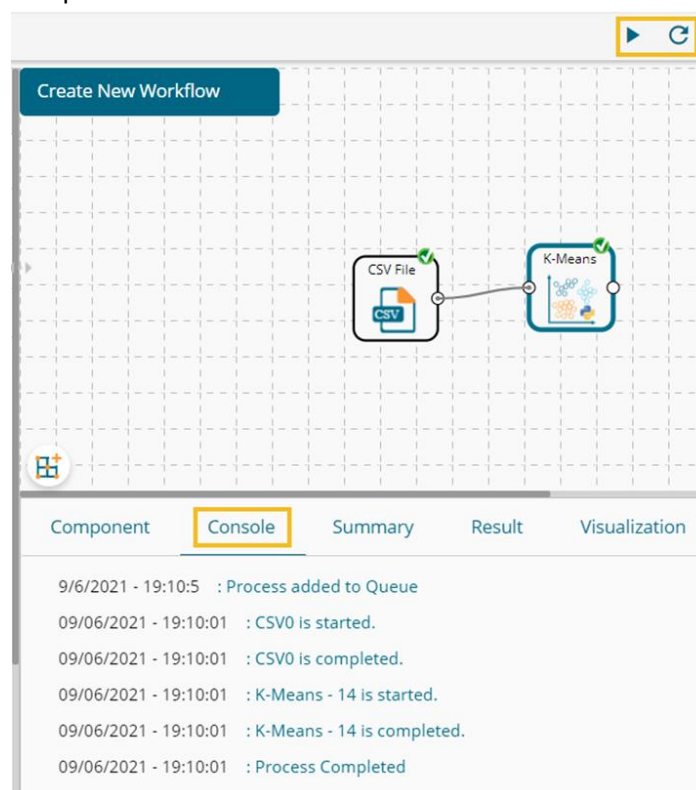 Create New Workflow
CSV File
CSV
K-Means
Component Console Summary Result Visualization
9/6/2021 - 19:10:5 : Process added to Queue
09/06/2021 - 19:10:01 : CSV0 is started.
09/06/2021 - 19:10:01 : CSV0 is completed.
09/06/2021 - 19:10:01 : K-Means - 14 is started.
09/06/2021 - 19:10:01 : K-Means - 14 is completed.
09/06/2021 - 19:10:01 : Process Completed